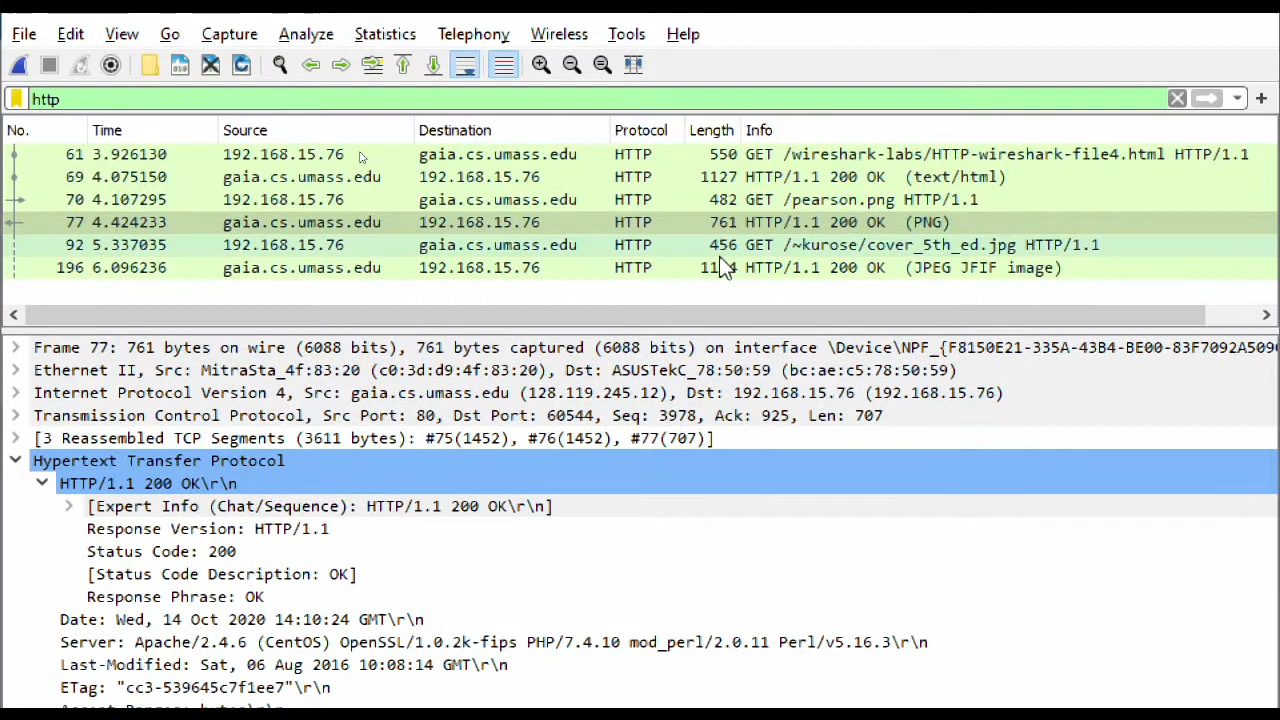 File Edit View Go Capture Analyze Statistics Telephony Wireless Tools Help
http
No. Time Source Destination Protocol Length Info
61 3.926130 192.168.15.76 gaia.cs.umass.edu HTTP 550 GET /wireshark-labs/HTTP-wireshark-file4.html HTTP/1.1
69 4.075150 gaia.cs.umass.edu 192.168.15.76 HTTP 1127 HTTP/1.1 200 OK (text/html)
70 4.107295 192.168.15.76 gaia.cs.umass.edu HTTP 482 GET /pearson.png HTTP/1.1
77 4.424233 gaia.cs.umass.edu 192.168.15.76 HTTP 761 HTTP/1.1 200 OK (PNG)
92 5.337035 192.168.15.76 gaia.cs.umass.edu HTTP 456 GET /~kurose/cover_5th_ed.jpg HTTP/1.1
196 6.096236 gaia.cs.umass.edu 192.168.15.76 HTTP HTTP/1.1 200 OK (JPEG JFIF image)
Frame 77: 761 bytes on wire (6088 bits), 761 bytes captured (6088 bits) on interface \Device\NPF_{F8150E21-335A-43B4-BE00-83F7092A509
Ethernet II, Src: MitraSta_4f:83:20 (c0:3d:d9:4f:83:20), Dst: ASUSTekC_78:50:59 (bc:ae:c5:78:50:59)
Internet Protocol Version 4, Src: gaia.cs.umass.edu (128.119.245.12), Dst: 192.168.15.76 (192.168.15.76)
Transmission Control Protocol, Src Port: 80, Dst Port: 60544, Seq: 3978, Ack: 925, Len: 707
[3 Reassembled TCP Segments (3611 bytes): #75(1452), #76(1452), #77(707)]
Hypertext Transfer Protocol
HTTP/1.1 200 OK\r\n
[Expert Info (Chat/Sequence): HTTP/1.1 200 OK\r\n]
Response Version: HTTP/1.1
Status Code: 200
[Status Code Description: OK]
Response Phrase: OK
Date: Wed, 14 Oct 2020 14:10:24 GMT\r\n
Server: Apache/2.4.6 (CentOS) OpenSSL/1.0.2k-fips PHP/7.4.10 mod_perl/2.0.11 Perl/v5.16.3\r\n
Last-Modified: Sat, 06 Aug 2016 10:08:14 GMT\r\n
ETag: "cc3-539645c7f1ee7"\r\n